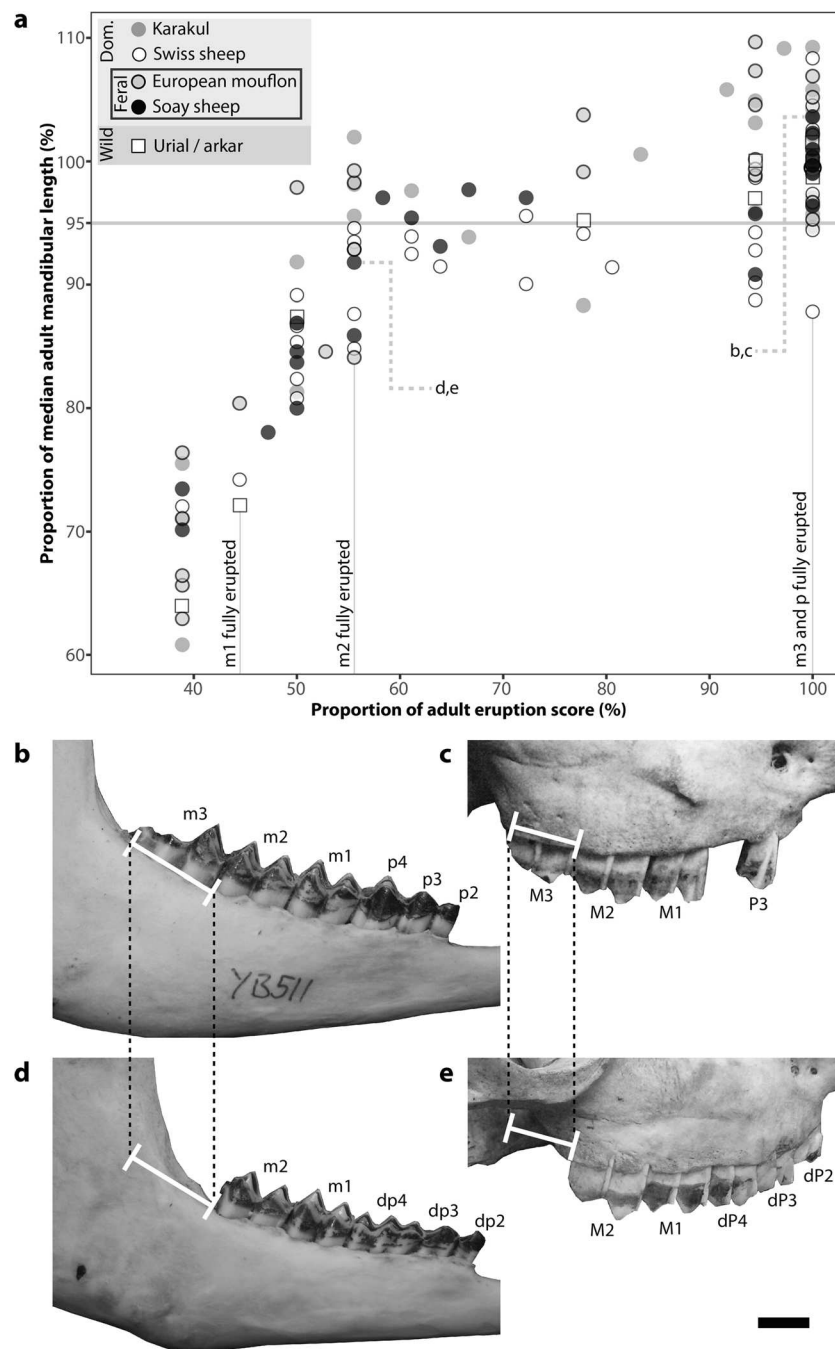 a
Dom.
Karakul
Swiss sheep
Feral
European mouflon
Soay sheep
Wild
Urial / arkar
Proportion of median adult mandibular length (%)
110
100
95
90
80
70
60
d,e
b,c
m1 fully erupted
m2 fully erupted
m3 and p fully erupted
40
50
60
70
80
90
100
Proportion of adult eruption score (%)
b
m3
m2
m1
p4
p3
p2
YB511
c
M3
M2
M1
P3
d
m2
m1
dp4
dp3
dp2
e
M2
M1
dP4
dP3
dP2